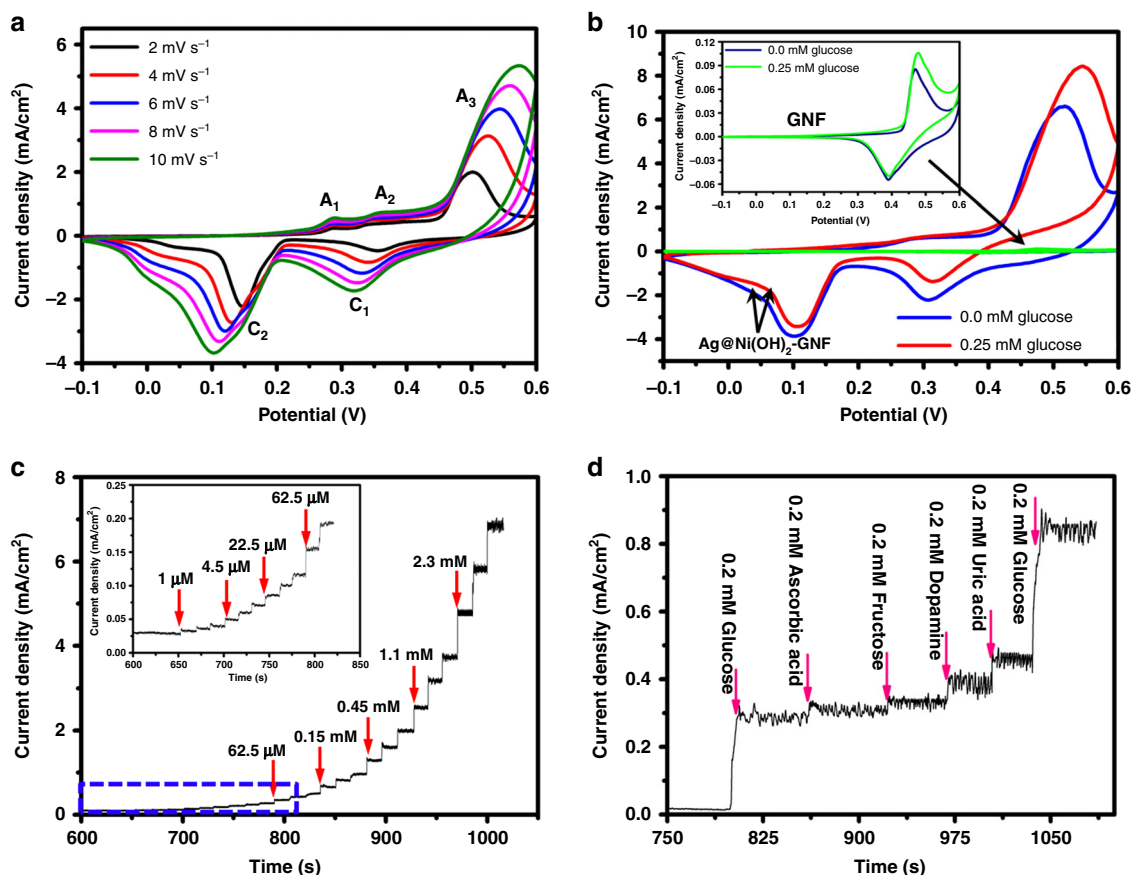 a
6
4
2
0
−2
−4
−0.1
0.0
0.1
0.2
0.3
0.4
0.5
0.6
Current density (mA/cm²)
Potential (V)
2 mV s⁻¹
4 mV s⁻¹
6 mV s⁻¹
8 mV s⁻¹
10 mV s⁻¹
A₃
A₁
A₂
C₁
C₂
b
10
8
6
4
2
0
−2
−4
−0.1
0.0
0.1
0.2
0.3
0.4
0.5
0.6
Current density (mA/cm²)
Potential (V)
0.12
0.09
0.06
0.03
0.00
−0.03
−0.06
−0.1
0.0
0.1
0.2
0.3
0.4
0.5
0.6
Current density (mA/cm²)
Potential (V)
0.0 mM glucose
0.25 mM glucose
GNF
Ag@Ni(OH)₂-GNF
0.0 mM glucose
0.25 mM glucose
c
8
6
4
2
0
600
700
800
900
1000
Current density (mA/cm²)
Time (s)
0.25
0.20
0.15
0.10
0.05
0.00
600
650
700
750
800
850
Current density (mA/cm²)
Time (s)
1 µM
4.5 µM
22.5 µM
62.5 µM
62.5 µM
0.15 mM
0.45 mM
1.1 mM
2.3 mM
d
1.0
0.8
0.6
0.4
0.2
0.0
750
825
900
975
1050
Current density (mA/cm²)
Time (s)
0.2 mM Glucose
0.2 mM Ascorbic acid
0.2 mM Fructose
0.2 mM Dopamine
0.2 mM Uric acid
0.2 mM Glucose